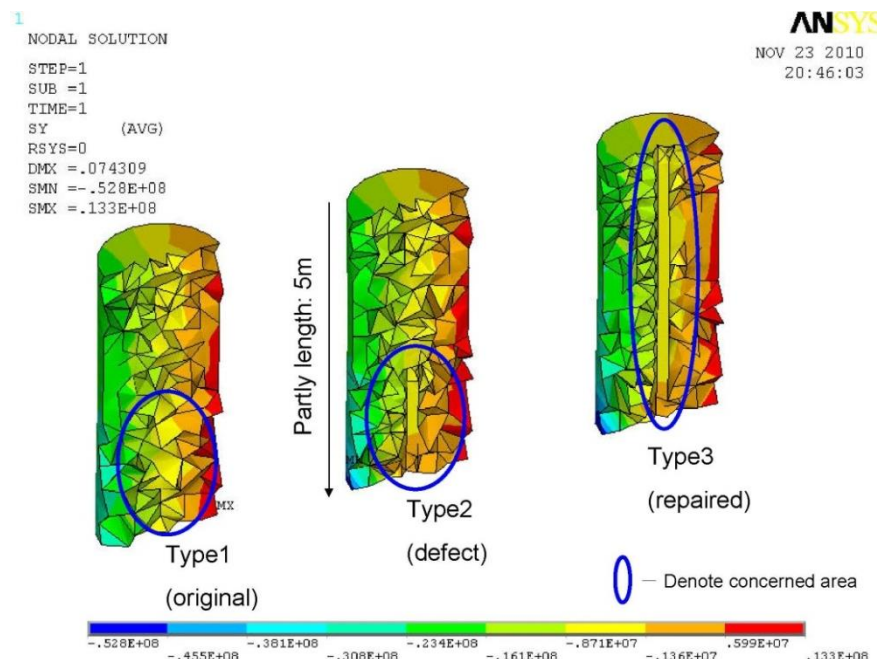 1
NODAL SOLUTION
STEP=1
SUB =1
TIME=1
SY (AVG)
RSYS=0
DMX =.074309
SMN =-.528E+08
SMX =.133E+08
ANSYS
NOV 23 2010
20:46:03
Partly length: 5m
MX
Type1
(original)
Type2
(defect)
Type3
(repaired)
— Denote concerned area
-.528E+08
-.455E+08
-.381E+08
-.308E+08
-.234E+08
-.161E+08
-.871E+07
-.136E+07
.599E+07
.133E+08